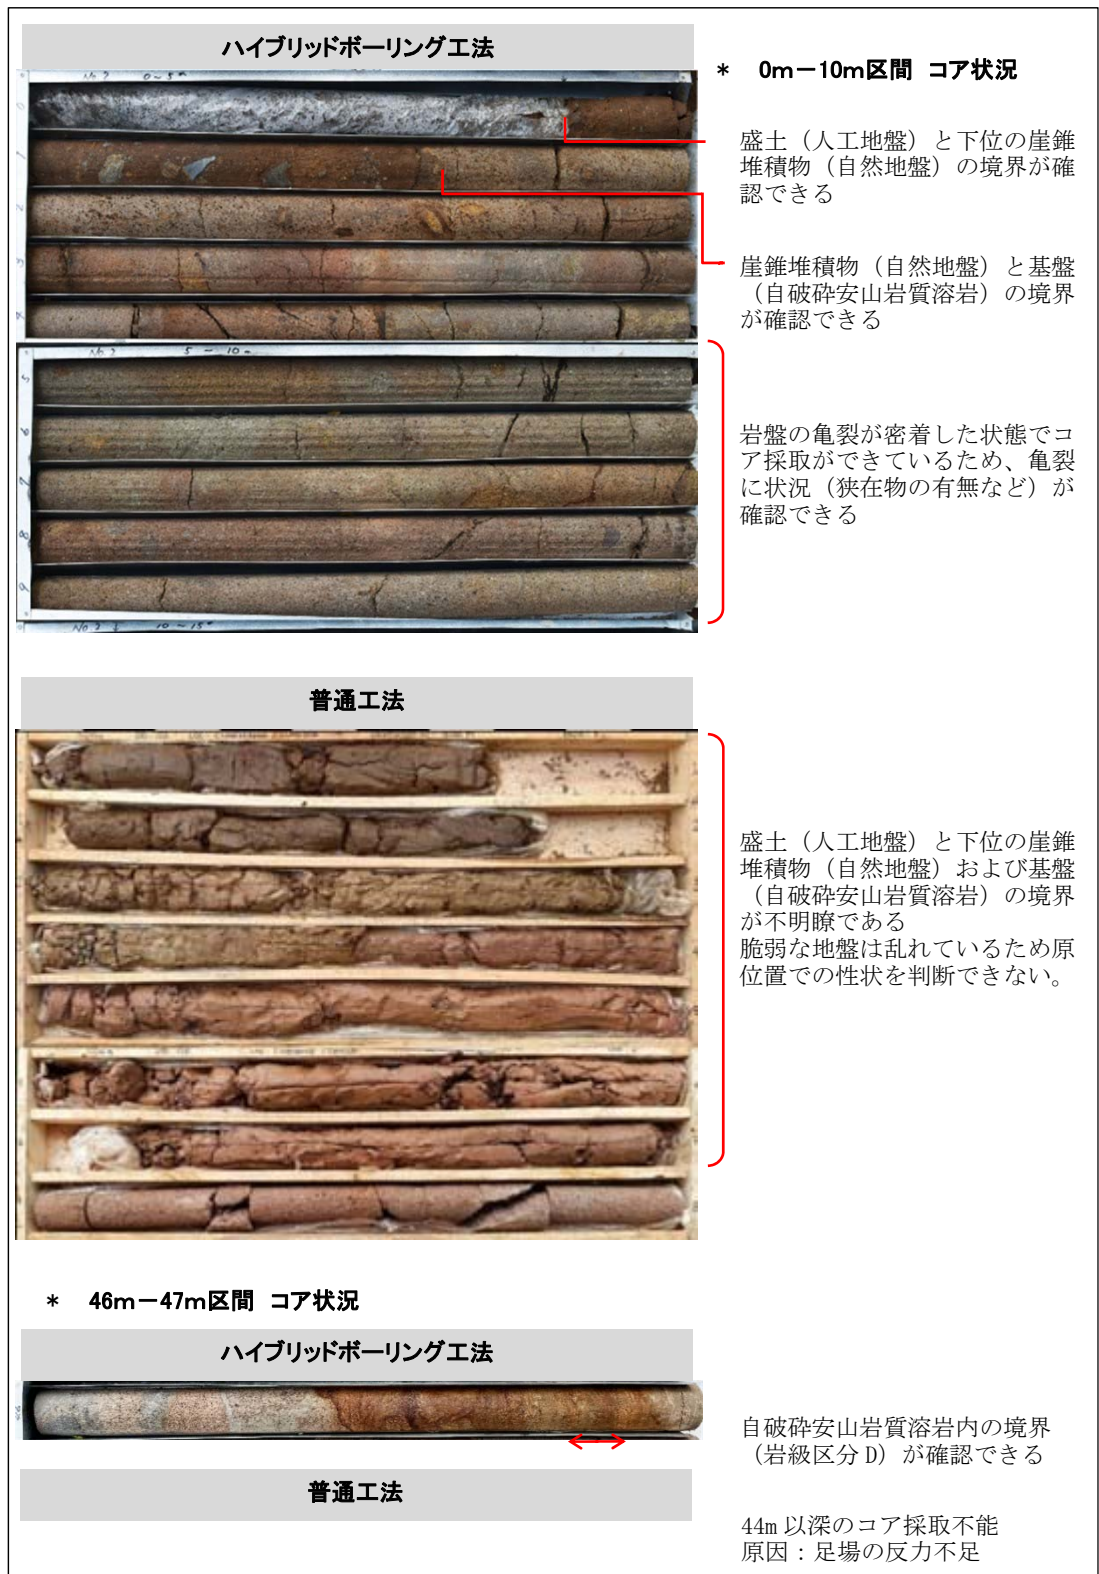 ハイブリッドボーリング工法
* 0m－10m区間 コア状況
No.2 0～5m
盛土（人工地盤）と下位の崖錐
堆積物（自然地盤）の境界が確
認できる
崖錐堆積物（自然地盤）と基盤
（自破砕安山岩質溶岩）の境界
が確認できる
No.2 5－10m
岩盤の亀裂が密着した状態でコ
ア採取ができているため、亀裂
に状況（狭在物の有無など）が
確認できる
No.2 10～15m
普通工法
盛土（人工地盤）と下位の崖錐
堆積物（自然地盤）および基盤
（自破砕安山岩質溶岩）の境界
が不明瞭である
脆弱な地盤は乱れているため原
位置での性状を判断できない。
* 46m－47m区間 コア状況
ハイブリッドボーリング工法
自破砕安山岩質溶岩内の境界
（岩級区分 D）が確認できる
普通工法
44m 以深のコア採取不能
原因：足場の反力不足